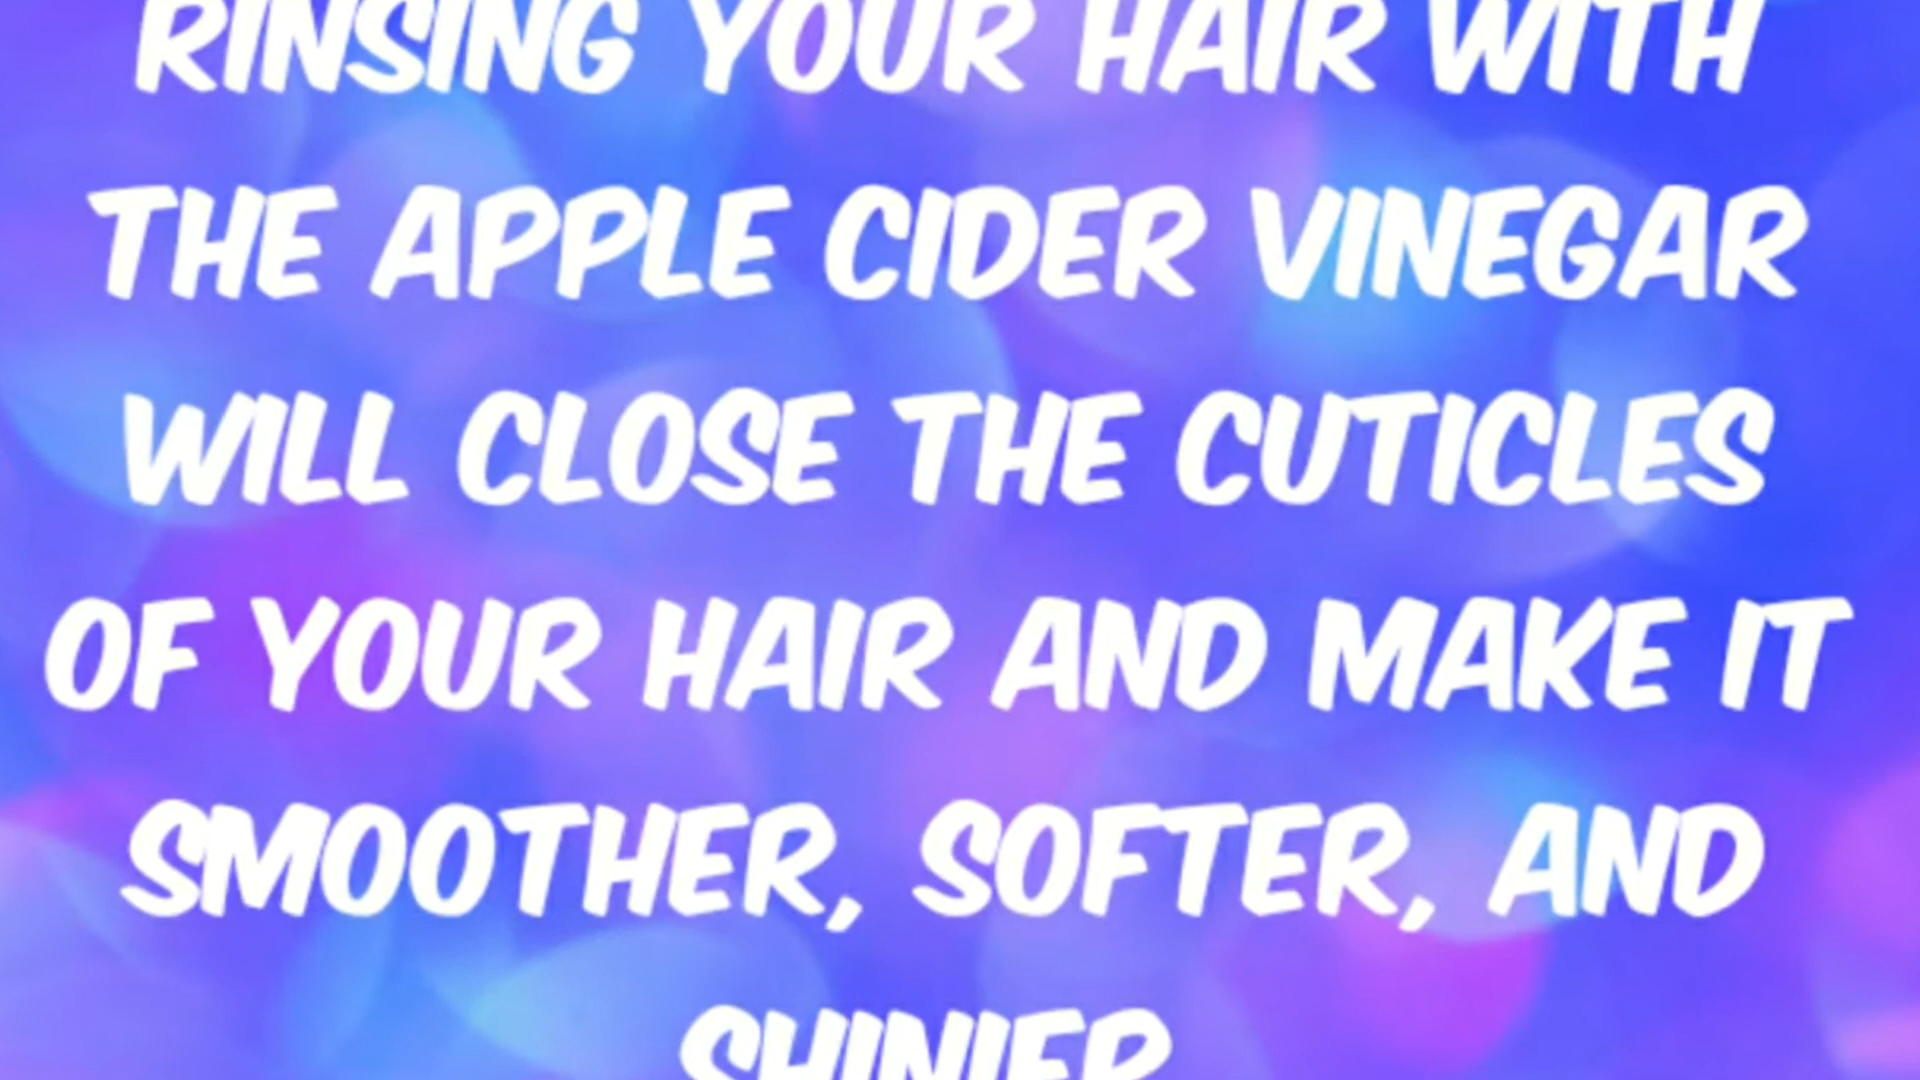 RINSING YOUR HAIR WITH
THE APPLE CIDER VINEGAR
WILL CLOSE THE CUTICLES
OF YOUR HAIR AND MAKE IT
SMOOTHER, SOFTER, AND
SHINIER